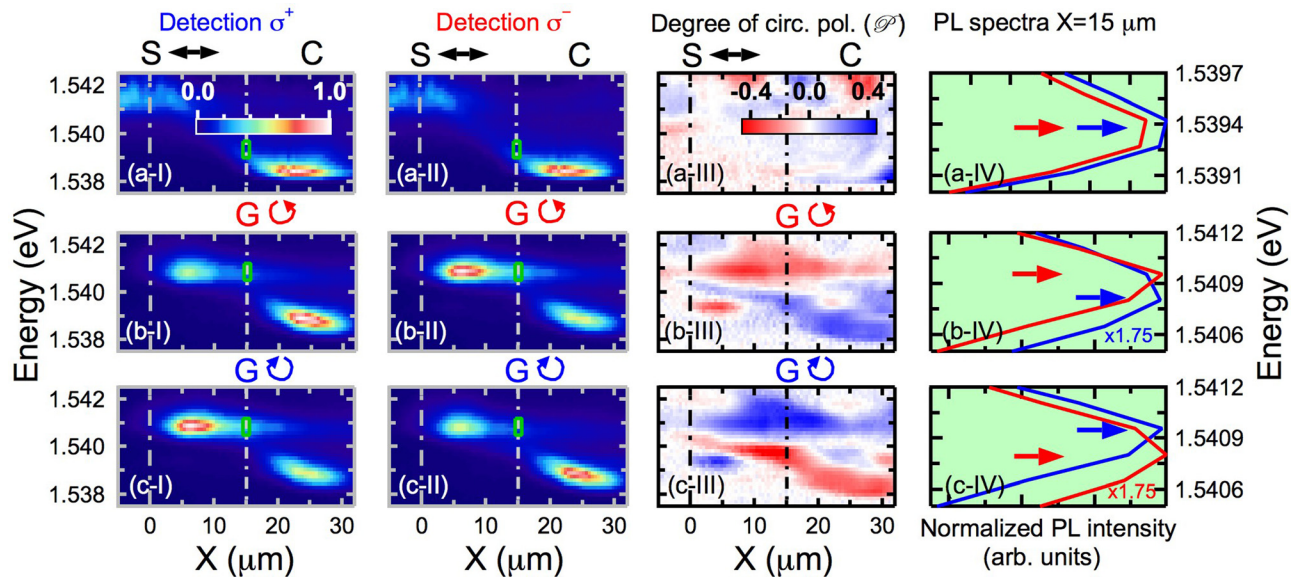 Detection σ⁺ Detection σ⁻ Degree of circ. pol. (𝒫) PL spectra X=15 μm
S C S C S C
1.542 0.0 1.0 -0.4 0.0 0.4 1.5397
1.540 1.5394
1.538 (a-I) (a-II) (a-III) (a-IV) 1.5391
G G G
1.542 1.5412
1.540 1.5409
1.538 (b-I) (b-II) (b-III) (b-IV) x1.75 1.5406
G G G
1.542 1.5412
1.540 1.5409
1.538 (c-I) (c-II) (c-III) (c-IV) x1.75 1.5406
Energy (eV) Energy (eV)
0 10 20 30 0 10 20 30 0 10 20 30 Normalized PL intensity
X (μm) X (μm) X (μm) (arb. units)